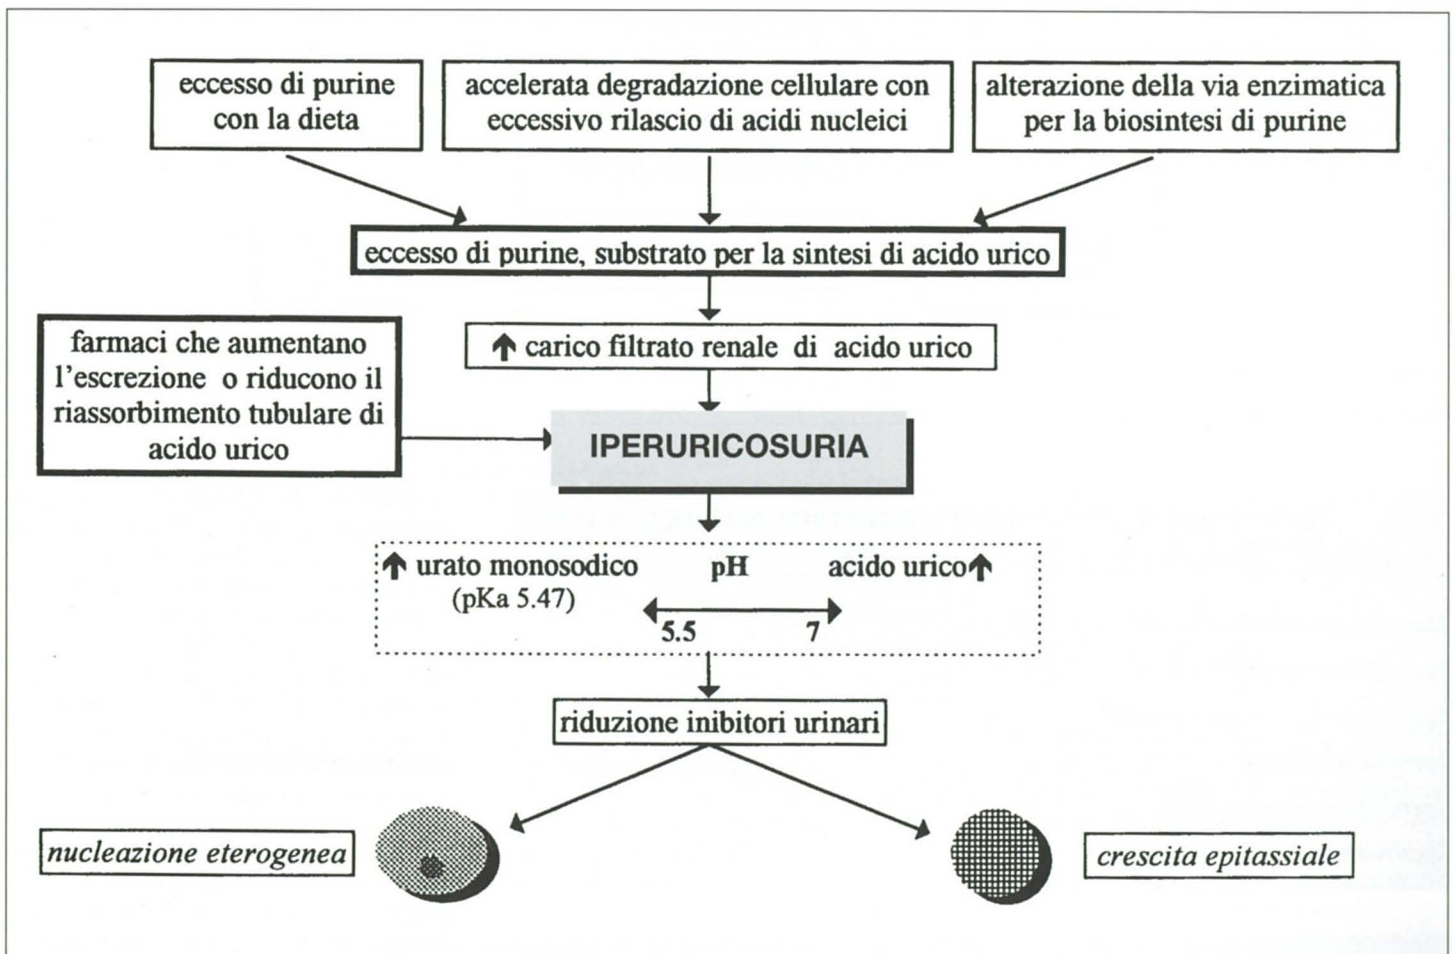 eccesso di purine
con la dieta
accelerata degradazione cellulare con
eccessivo rilascio di acidi nucleici
alterazione della via enzimatica
per la biosintesi di purine
eccesso di purine, substrato per la sintesi di acido urico
↑ carico filtrato renale di acido urico
farmaci che aumentano
l'escrezione o riducono il
riassorbimento tubulare di
acido urico
IPERURICOSURIA
↑ urato monosodico pH acido urico ↑
(pKa 5.47)
5.5 7
riduzione inibitori urinari
nucleazione eterogenea
crescita epitassiale